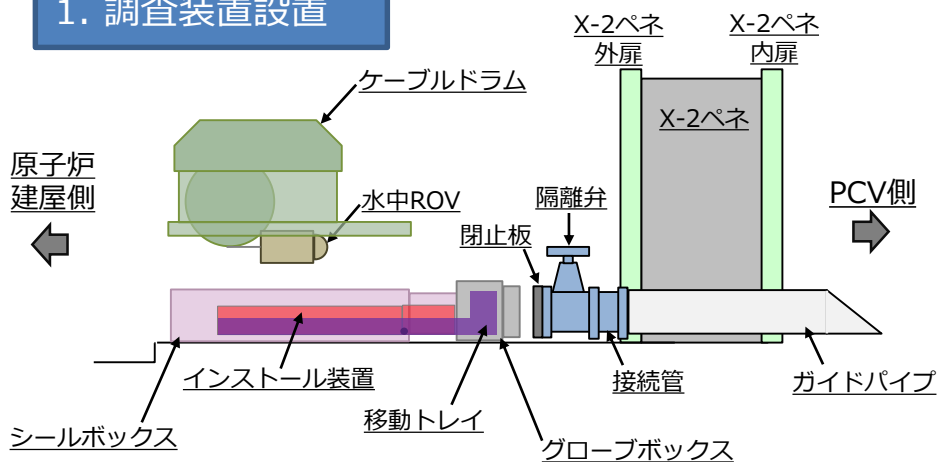 1. 調査装置設置
X-2ペネ
外扉
X-2ペネ
内扉
ケーブルドラム
X-2ペネ
原子炉
建屋側
水中ROV
隔離弁
PCV側
閉止板
インストール装置
接続管
ガイドパイプ
移動トレイ
シールボックス
グローブボックス